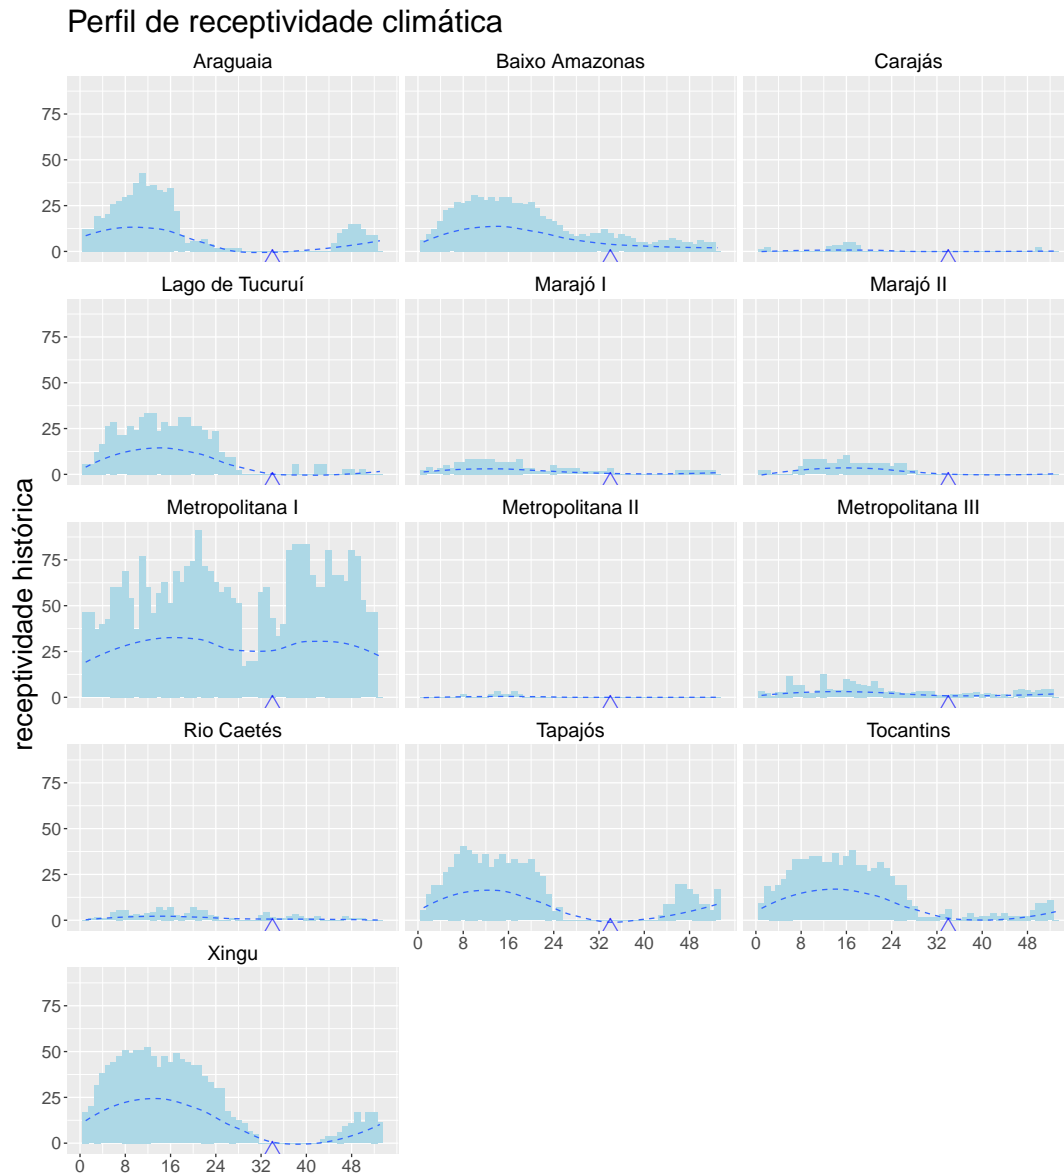 Perfil de receptividade climática
Araguaia
Baixo Amazonas
Carajás
75
50
25
0
Lago de Tucuruí
Marajó I
Marajó II
75
50
25
0
Metropolitana I
Metropolitana II
Metropolitana III
75
50
25
0
Rio Caetés
Tapajós
Tocantins
75
50
25
0
0 8 16 24 32 40 48
0 8 16 24 32 40 48
Xingu
75
50
25
0
0 8 16 24 32 40 48
receptividade histórica